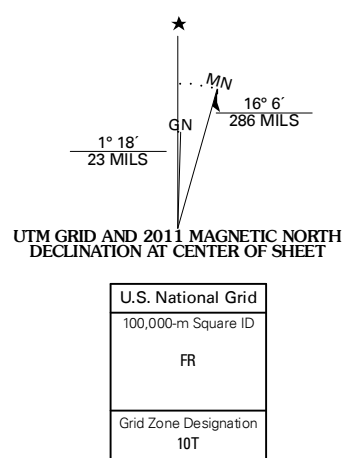 ★
MN
GN
16° 6´
286 MILS
1° 18´
23 MILS
UTM GRID AND 2011 MAGNETIC NORTH
DECLINATION AT CENTER OF SHEET
U.S. National Grid
100,000-m Square ID
FR
Grid Zone Designation
10T